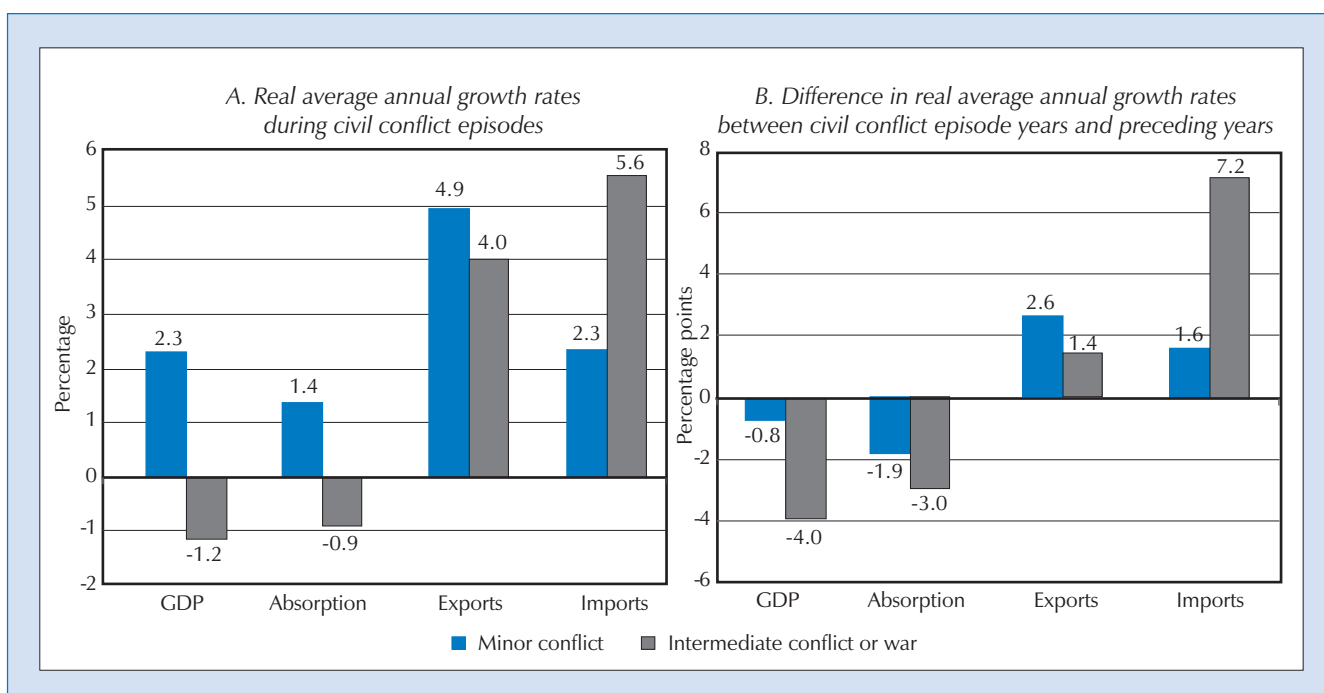 A. Real average annual growth rates
during civil conflict episodes
Percentage
6
5
4
3
2
1
0
-1
-2
2.3
-1.2
1.4
-0.9
4.9
4.0
2.3
5.6
GDP
Absorption
Exports
Imports
B. Difference in real average annual growth rates
between civil conflict episode years and preceding years
Percentage points
8
6
4
2
0
-2
-4
-6
-0.8
-4.0
-1.9
-3.0
2.6
1.4
1.6
7.2
GDP
Absorption
Exports
Imports
Minor conflict
Intermediate conflict or war